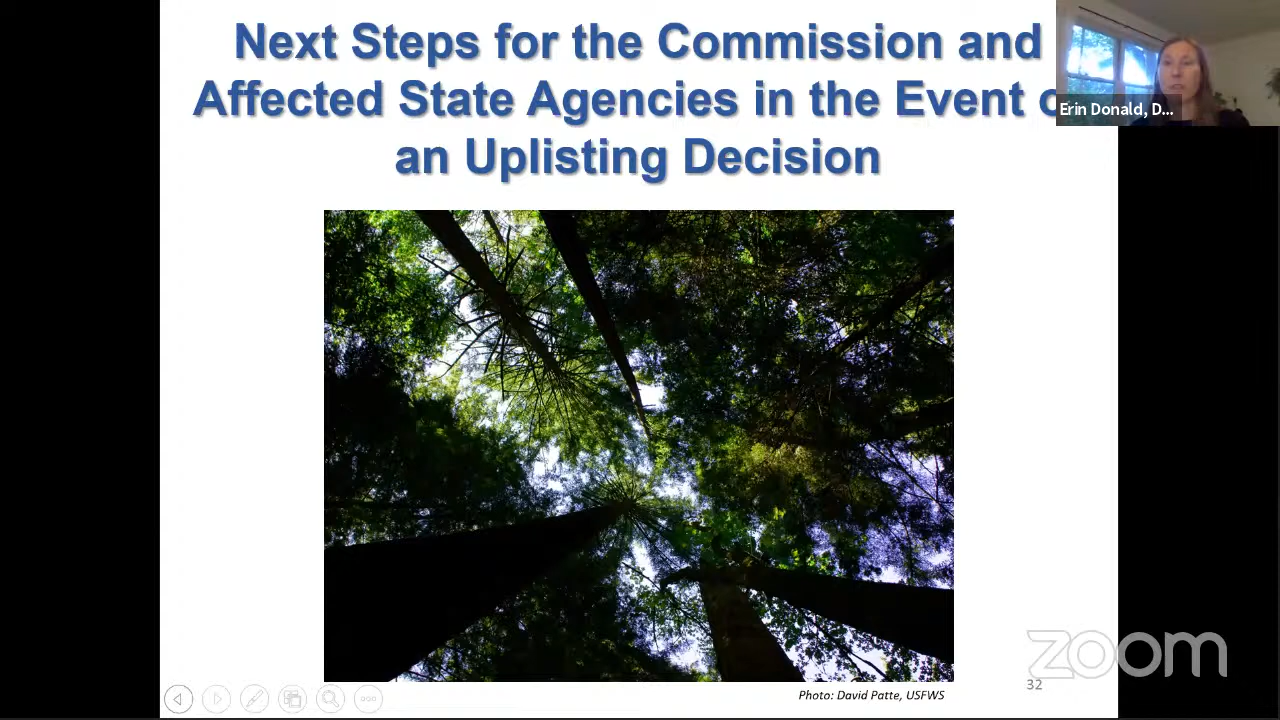 Next Steps for the Commission and
Affected State Agencies in the Event
an Uplisting Decision
Erin Donald, D...
Photo: David Patte, USFWS
32
zoom